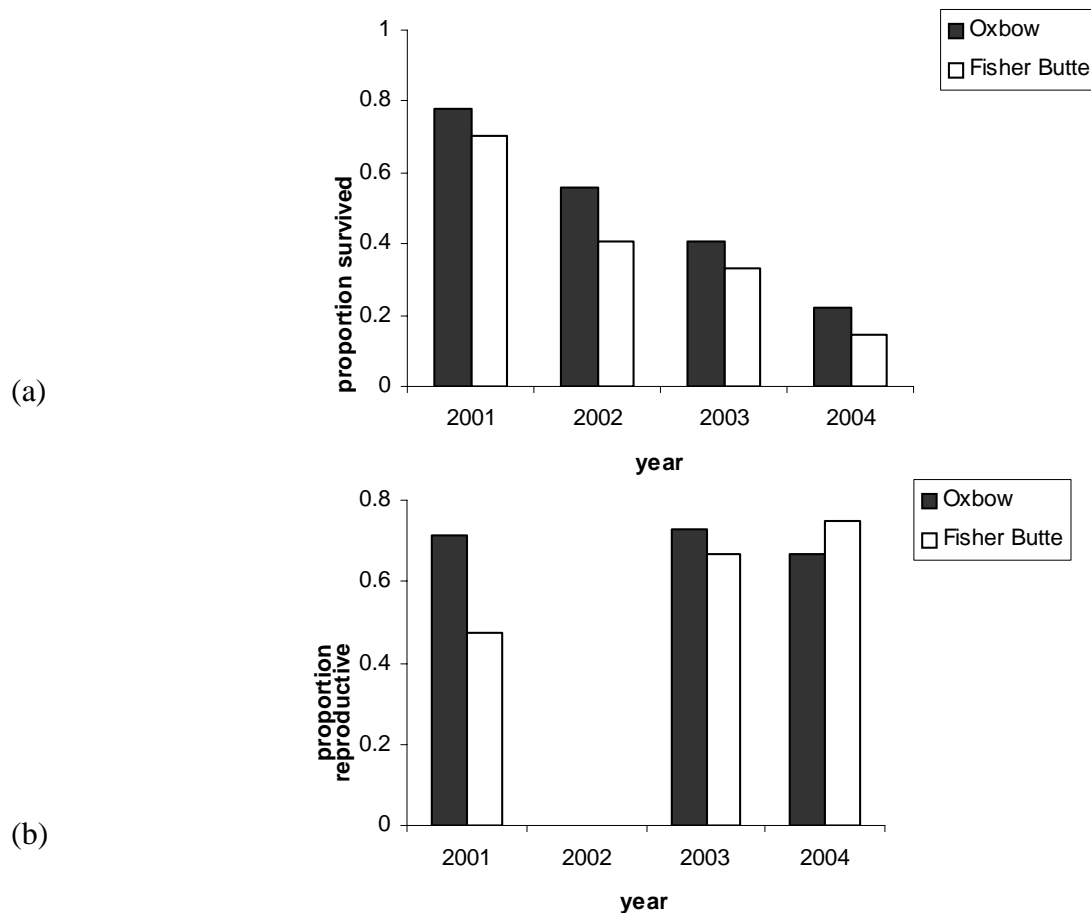 1
0.8
0.6
0.4
0.2
0
proportion survived
2001 2002 2003 2004
year
Oxbow
Fisher Butte
(a)
0.8
0.6
0.4
0.2
0
proportion
reproductive
2001 2002 2003 2004
year
Oxbow
Fisher Butte
(b)